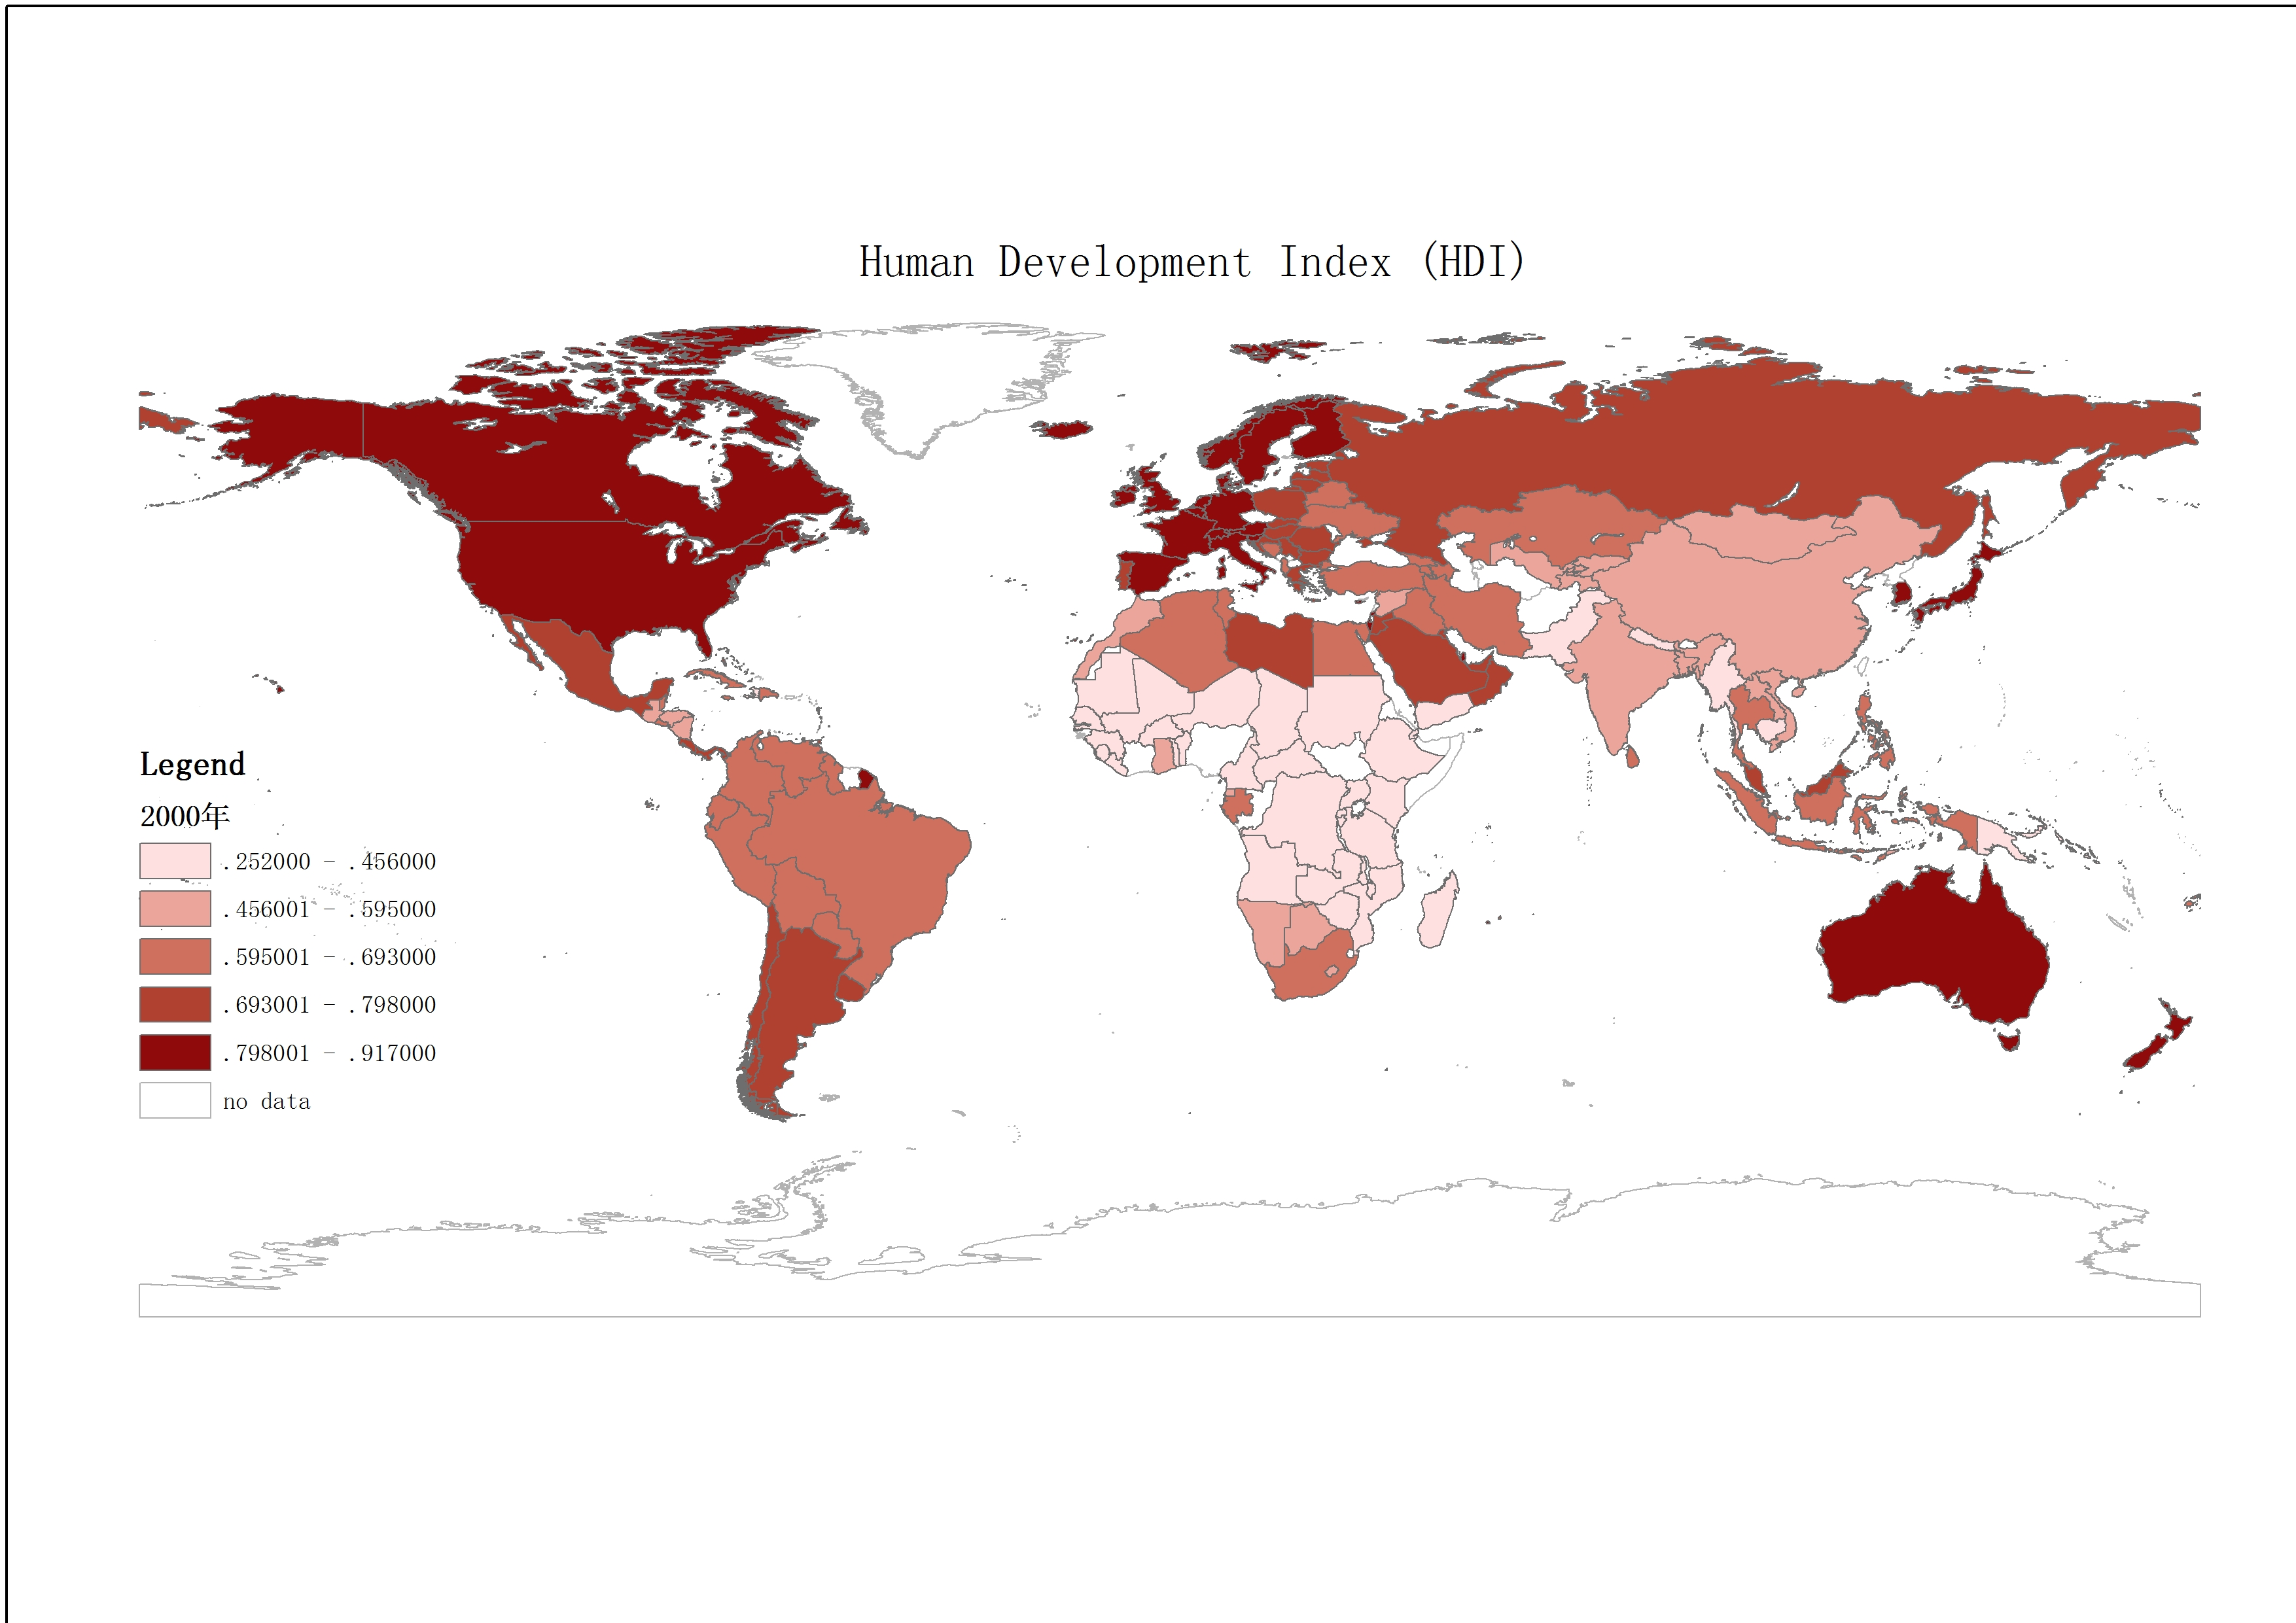 Human Development Index (HDI)
Legend
2000年
.252000 - .456000
.456001 - .595000
.595001 - .693000
.693001 - .798000
.798001 - .917000
no data